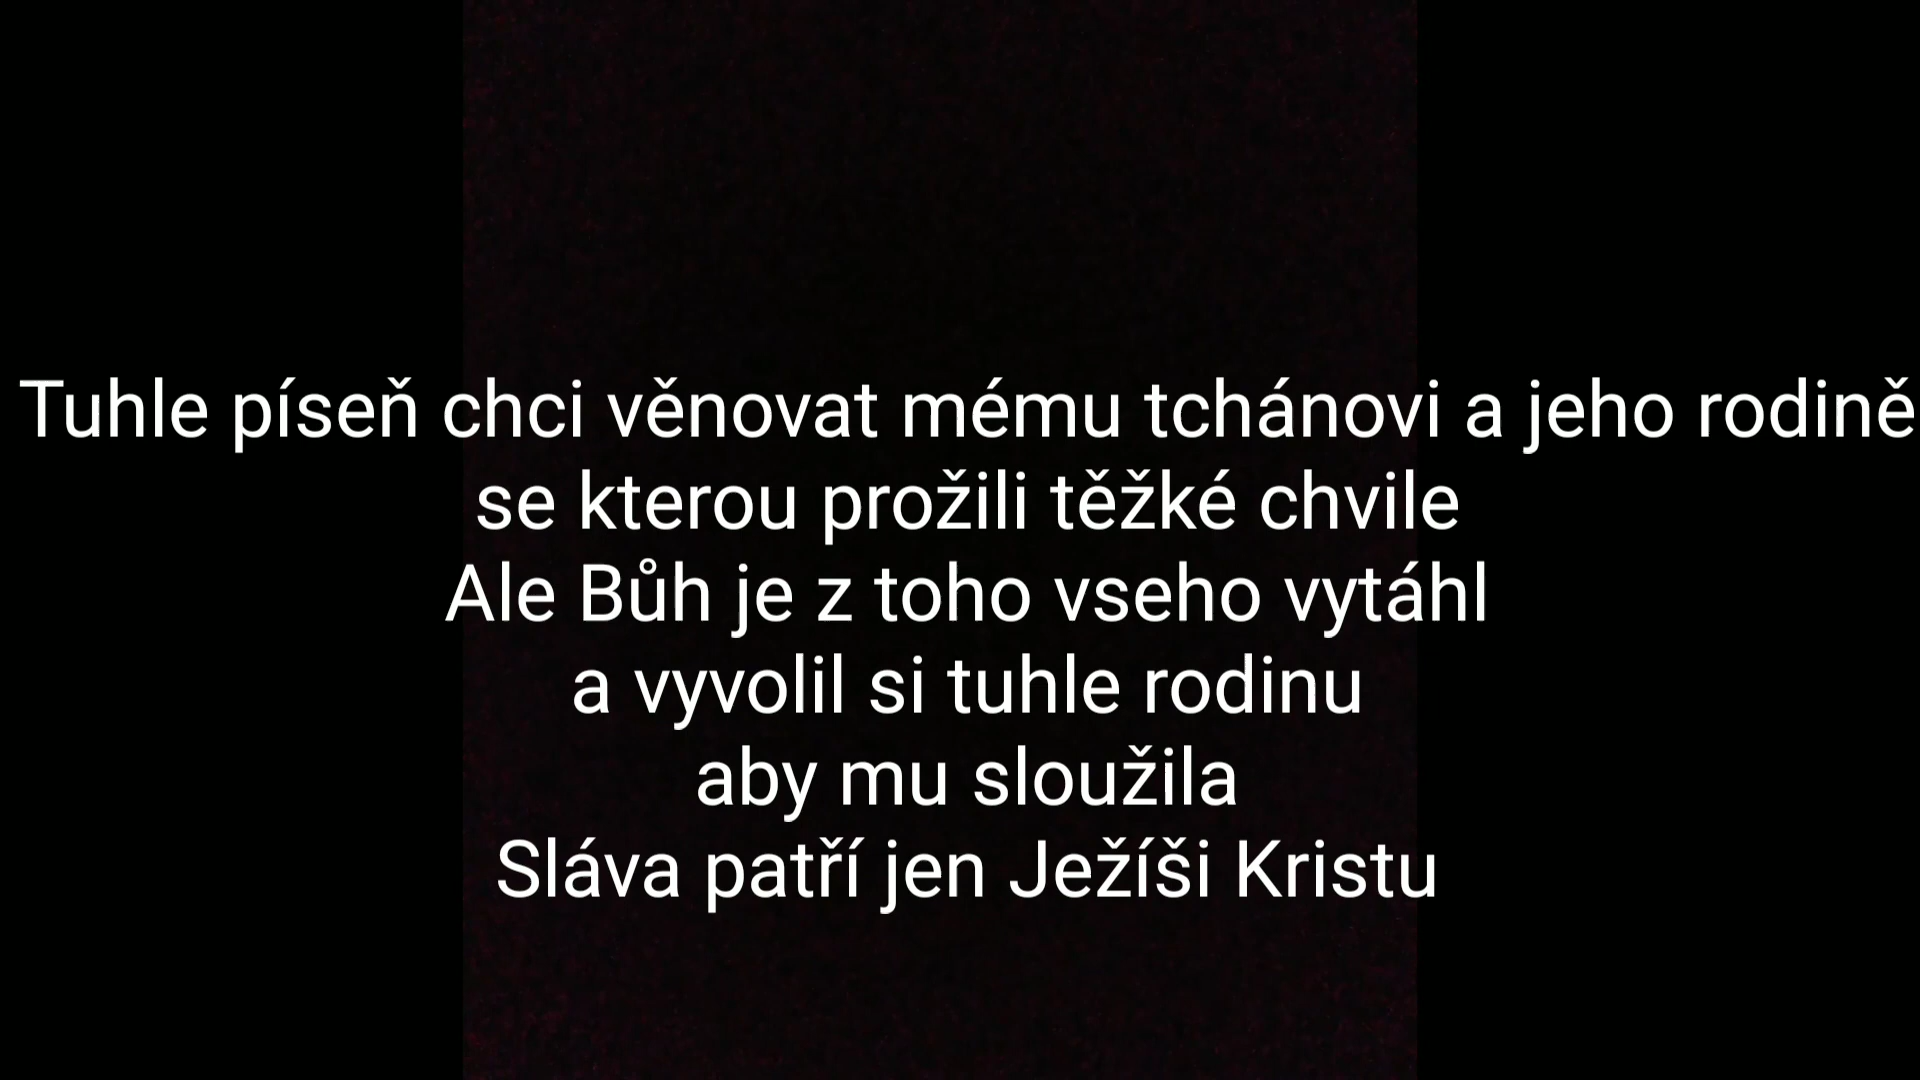 Tuhle píseň chci věnovat mému tchánovi a jeho rodině
se kterou prožili těžké chvile
Ale Bůh je z toho vseho vytáhl
a vyvolil si tuhle rodinu
aby mu sloužila
Sláva patří jen Ježíši Kristu